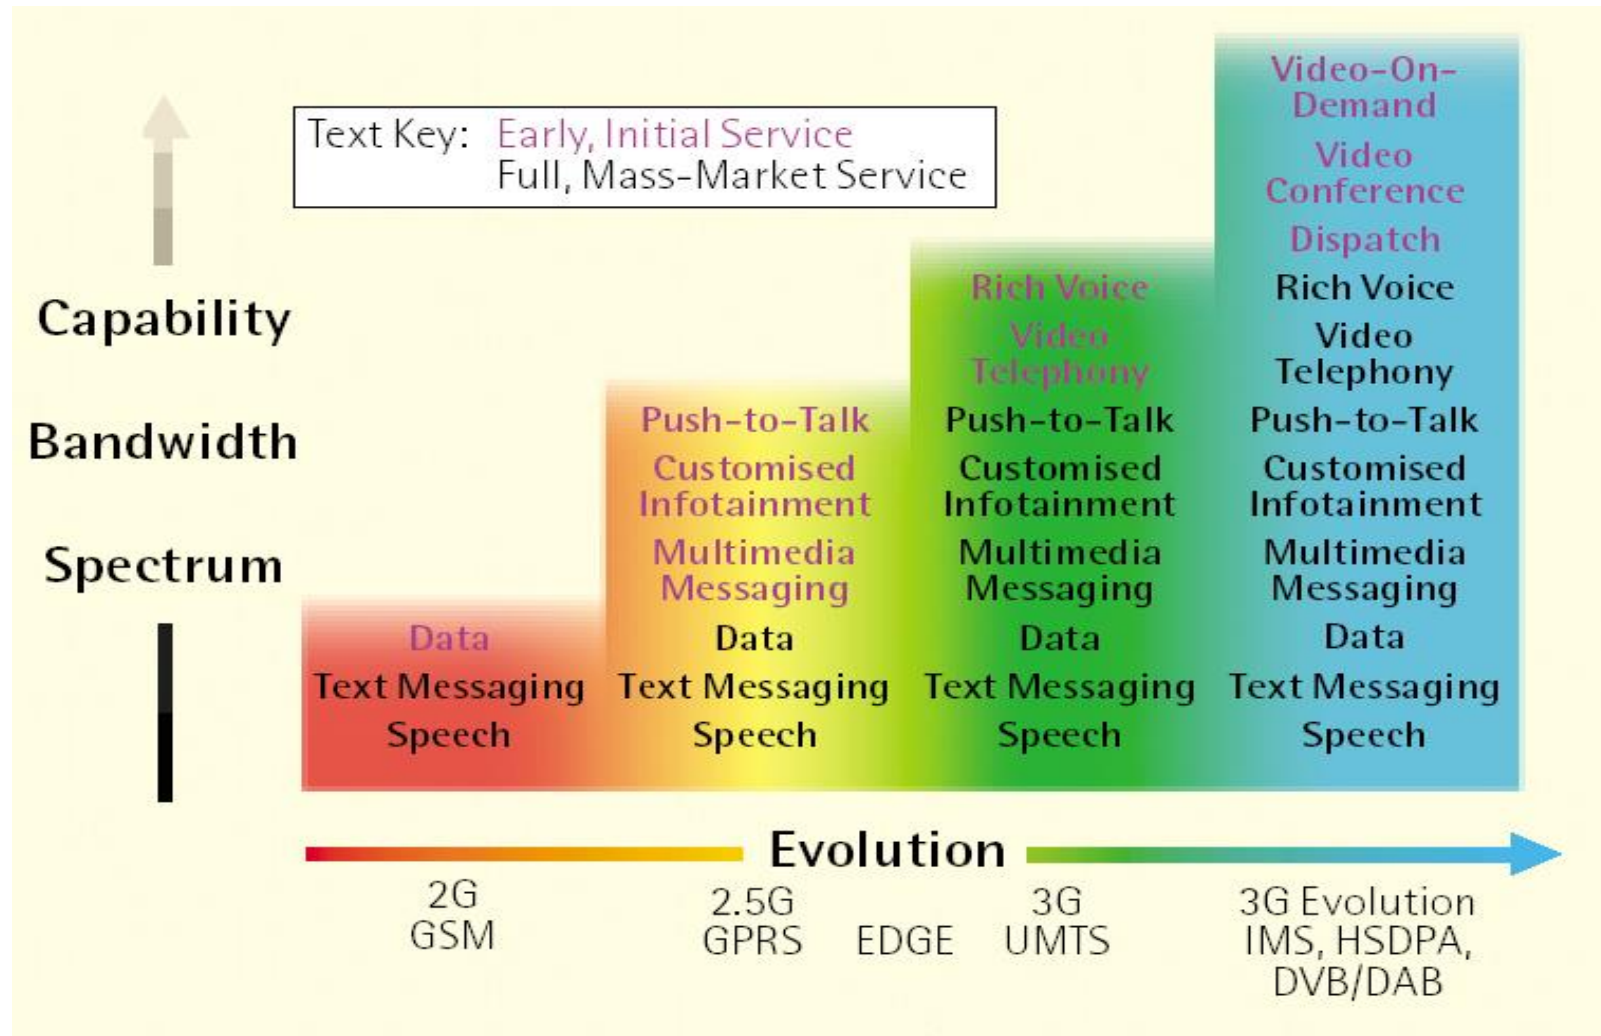 Text Key: Early, Initial Service
Full, Mass-Market Service
Capability
Bandwidth
Spectrum
Data
Text Messaging
Speech
Push-to-Talk
Customised
Infotainment
Multimedia
Messaging
Data
Text Messaging
Speech
Rich Voice
Video
Telephony
Push-to-Talk
Customised
Infotainment
Multimedia
Messaging
Data
Text Messaging
Speech
Video-On-
Demand
Video
Conference
Dispatch
Rich Voice
Video
Telephony
Push-to-Talk
Customised
Infotainment
Multimedia
Messaging
Data
Text Messaging
Speech
Evolution
2G
GSM
2.5G
GPRS
EDGE
3G
UMTS
3G Evolution
IMS, HSDPA,
DVB/DAB